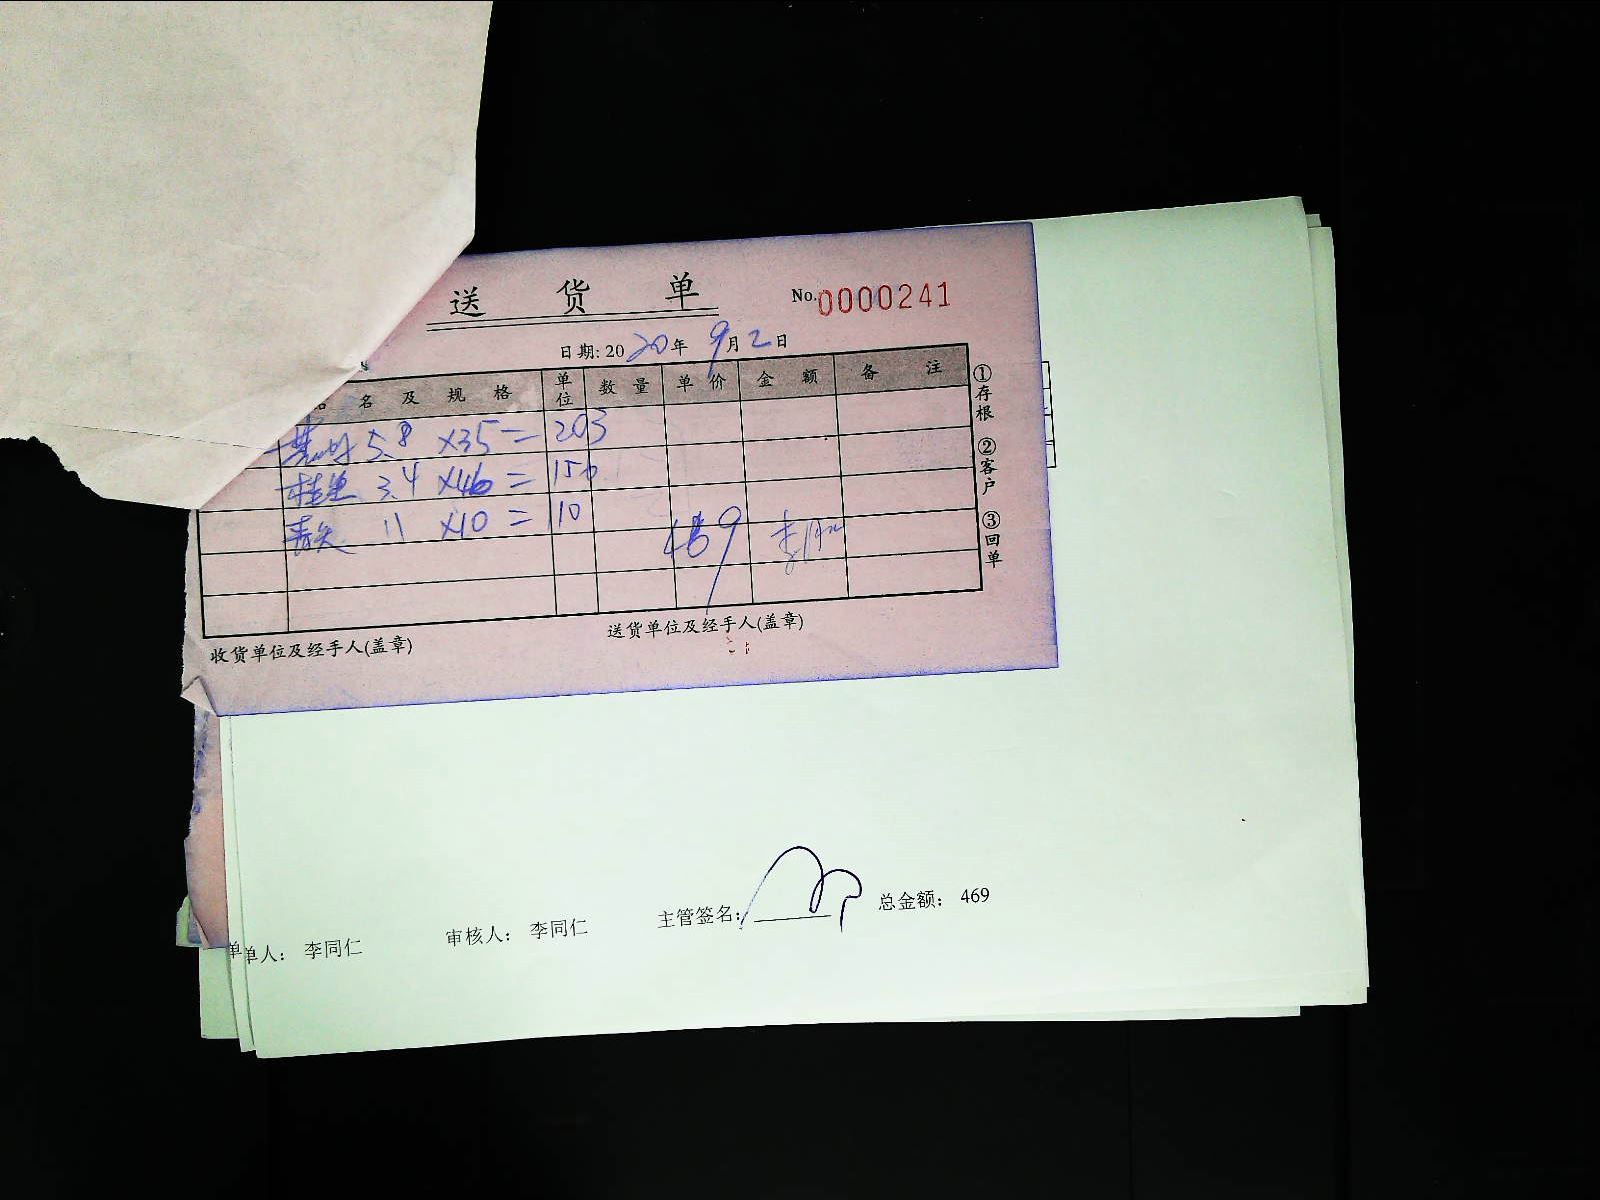 送货单
No.0000241
日期: 2020年9月2日
名及规格 单位 数量 单价 金额 备注
5.8 ×35= 203
3.4 ×46= 156
11 ×10= 110
469
①存根 ②客户 ③回单
收货单位及经手人(盖章) 送货单位及经手人(盖章)
单人: 李同仁 审核人: 李同仁 主管签名: 总金额: 469